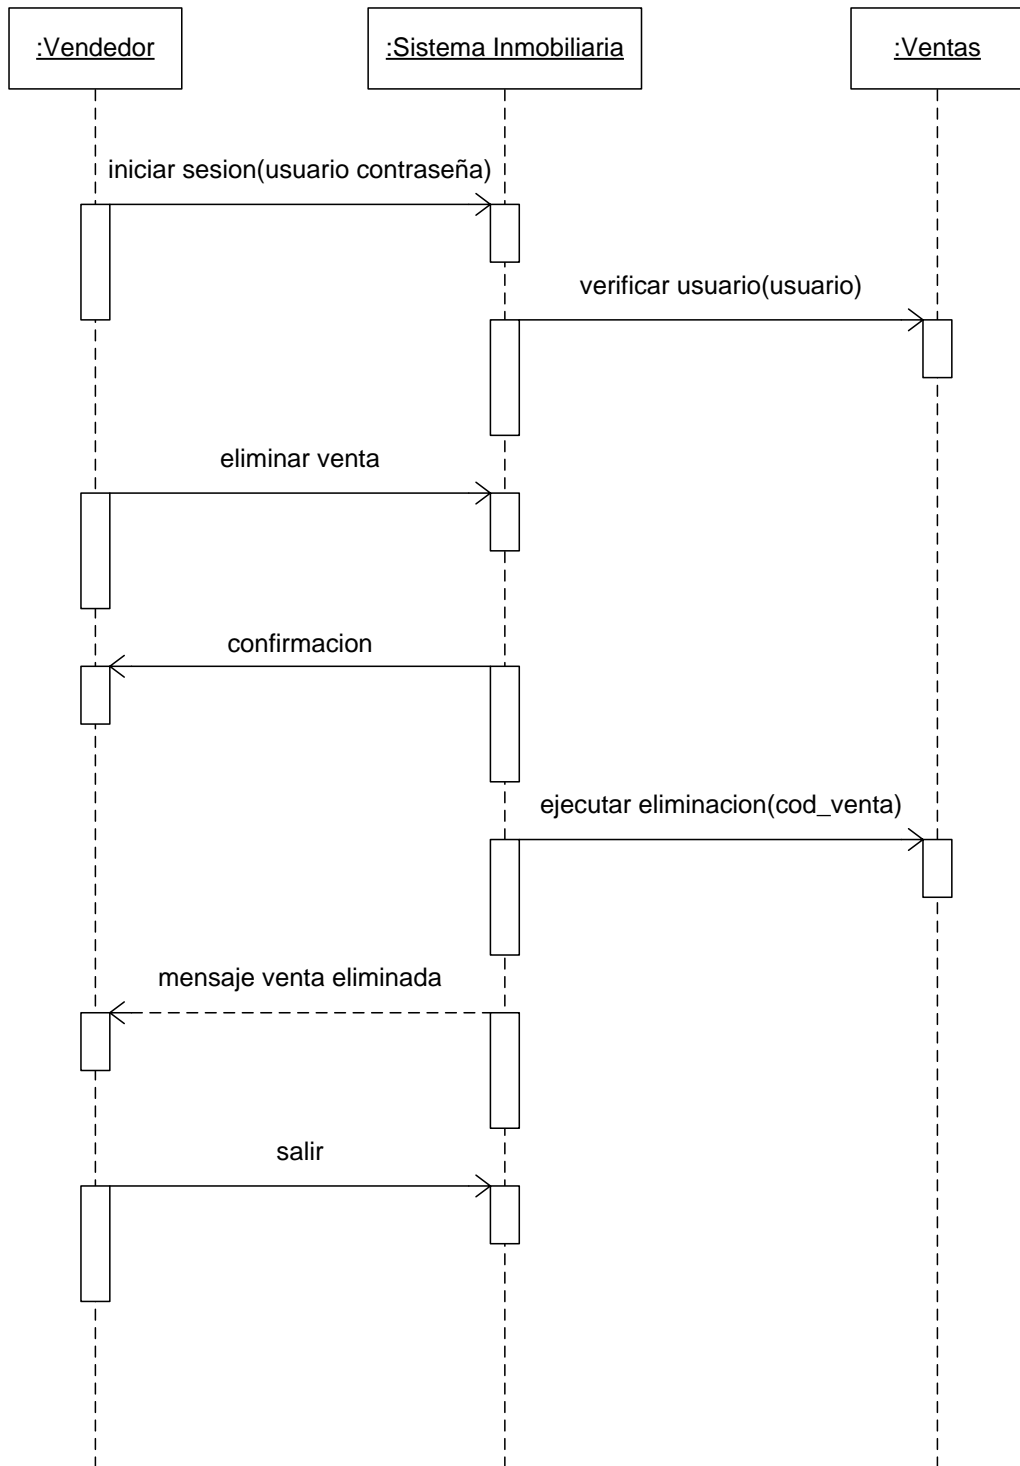 :Vendedor
:Sistema Inmobiliaria
:Ventas
iniciar sesion(usuario contraseña)
verificar usuario(usuario)
eliminar venta
confirmacion
ejecutar eliminacion(cod_venta)
mensaje venta eliminada
salir